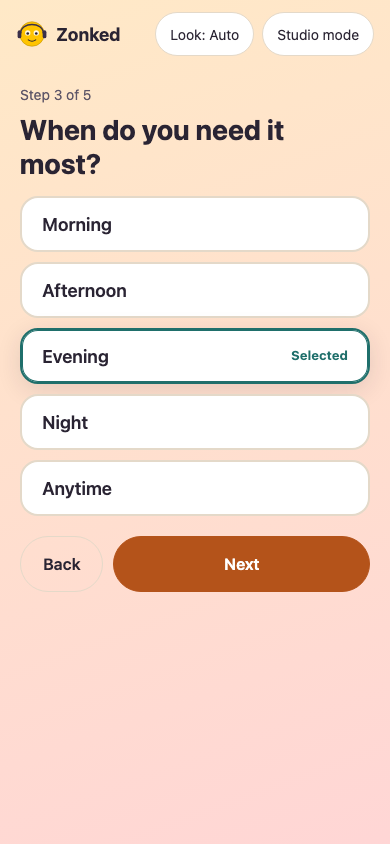 Zonked
Look: Auto
Studio mode
Step 3 of 5
When do you need it
most?
Morning
Afternoon
Evening
Selected
Night
Anytime
Back
Next